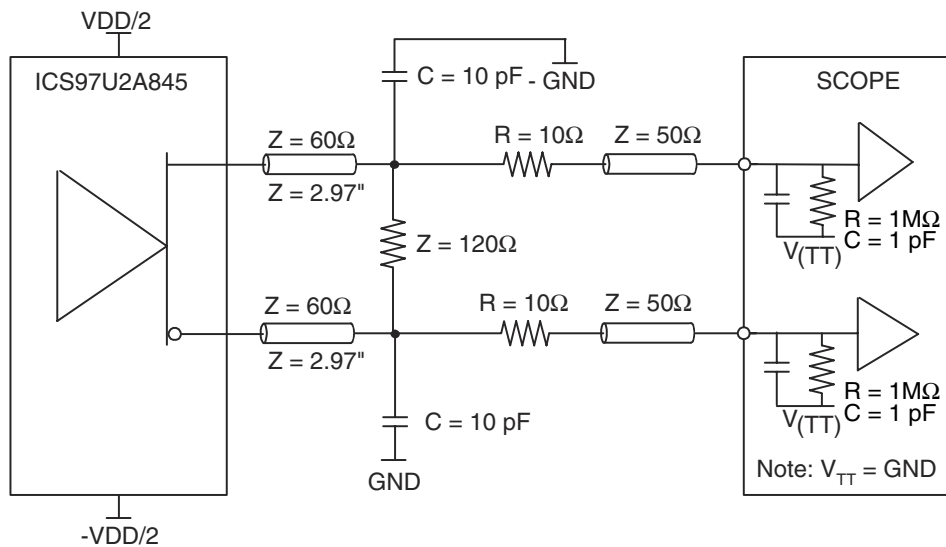 VDD/2
ICS97U2A845
C = 10 pF
- GND
SCOPE
Z = 60Ω
R = 10Ω
Z = 50Ω
Z = 2.97"
R = 1MΩ
C = 1 pF
V(TT)
Z = 120Ω
Z = 60Ω
R = 10Ω
Z = 50Ω
Z = 2.97"
R = 1MΩ
C = 1 pF
V(TT)
C = 10 pF
GND
Note: VTT = GND
-VDD/2